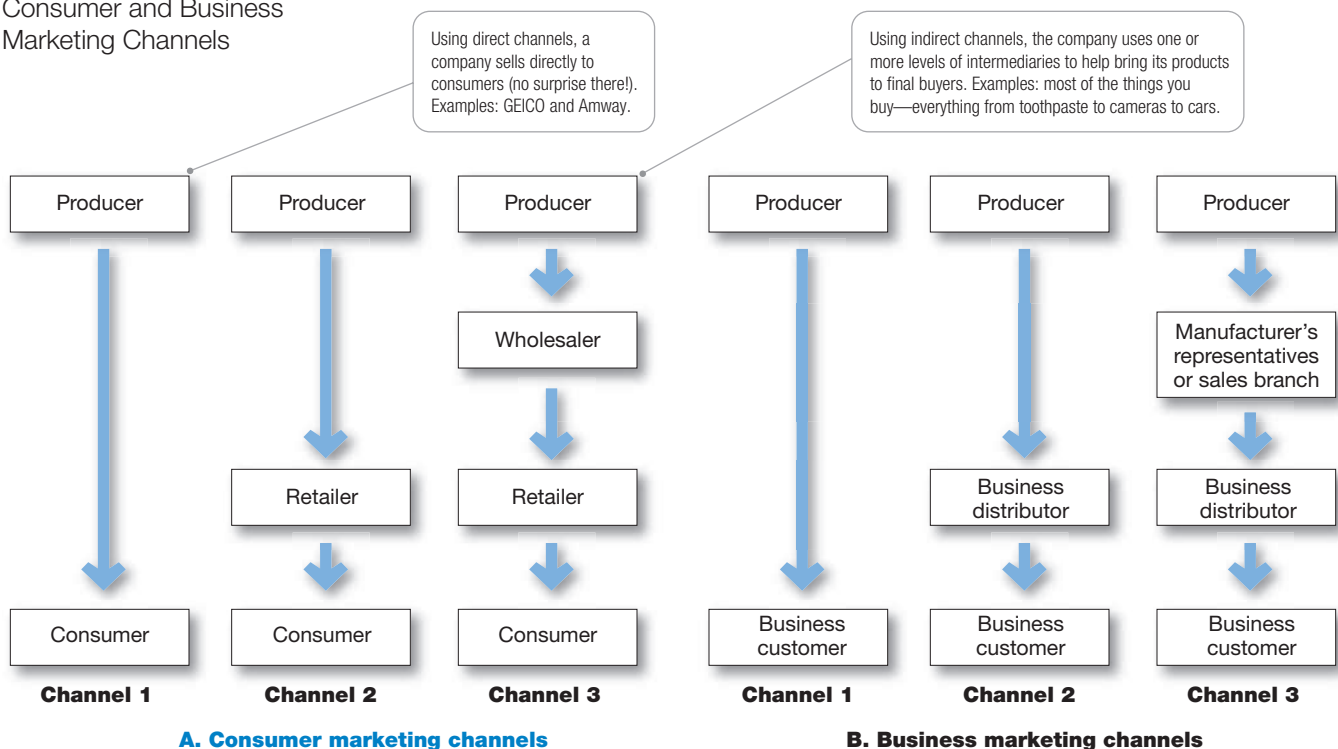 Consumer and Business
Marketing Channels
Using direct channels, a
company sells directly to
consumers (no surprise there!).
Examples: GEICO and Amway.
Using indirect channels, the company uses one or
more levels of intermediaries to help bring its products
to final buyers. Examples: most of the things you
buy—everything from toothpaste to cameras to cars.
Producer
Consumer
Channel 1
Producer
Retailer
Consumer
Channel 2
Producer
Wholesaler
Retailer
Consumer
Channel 3
A. Consumer marketing channels
Producer
Business
customer
Channel 1
Producer
Business
distributor
Business
customer
Channel 2
Producer
Manufacturer’s
representatives
or sales branch
Business
distributor
Business
customer
Channel 3
B. Business marketing channels